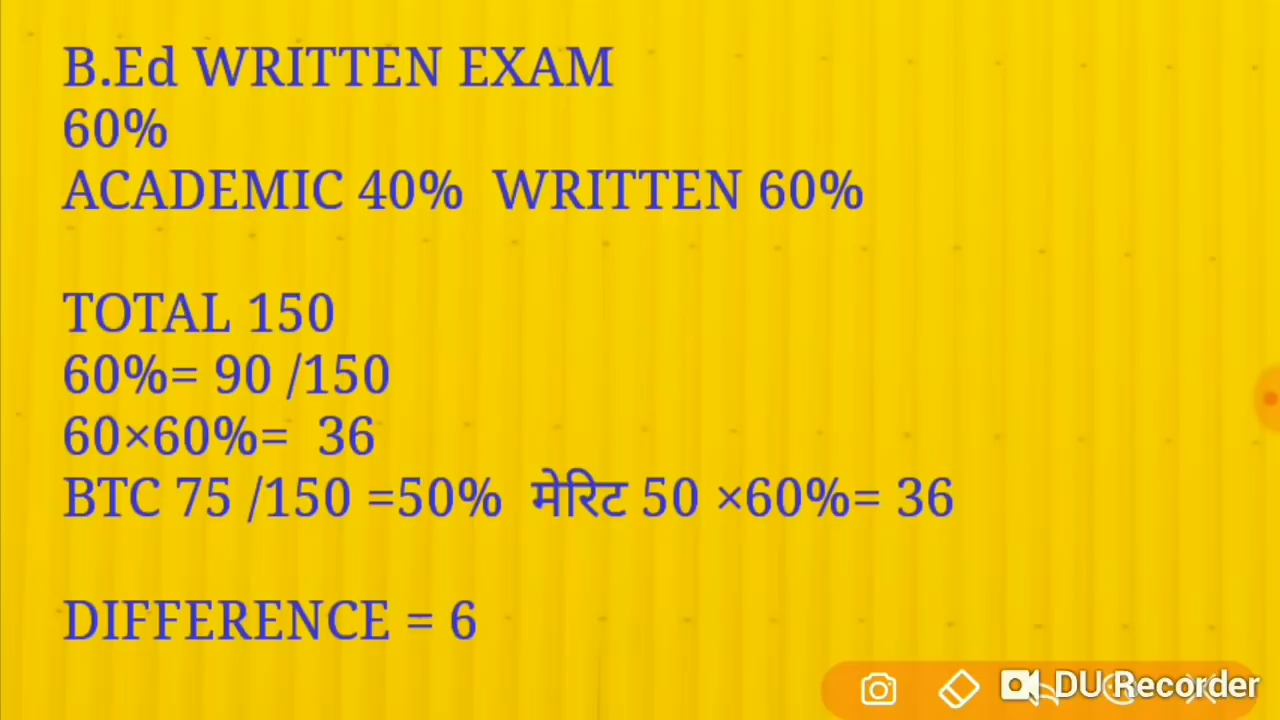 B.Ed WRITTEN EXAM
60%
ACADEMIC 40% WRITTEN 60%
TOTAL 150
60%= 90 /150
60×60%= 36
BTC 75 /150 =50% मेरिट 50 ×60%= 36
DIFFERENCE = 6
DU Recorder